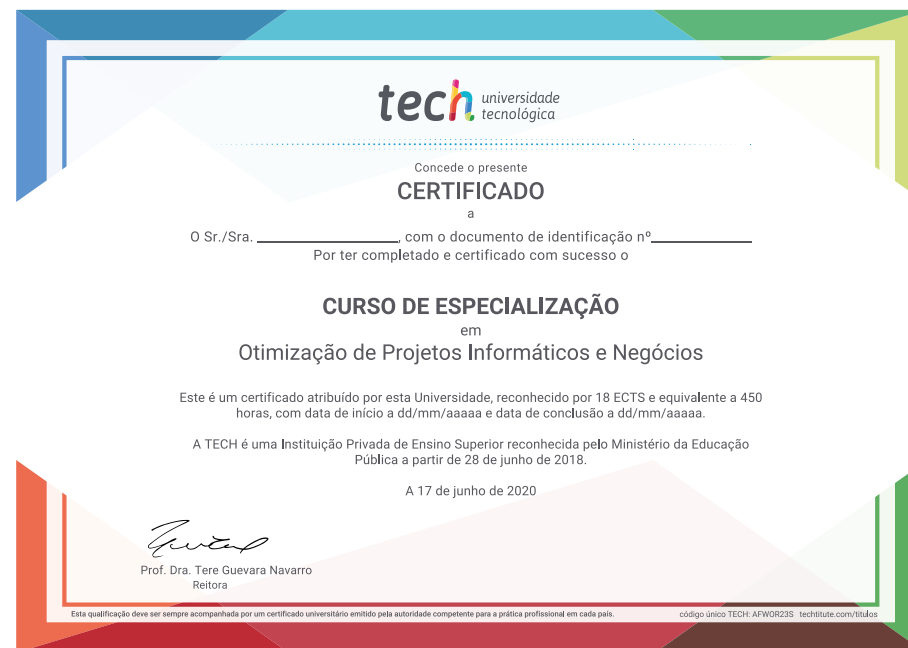 tech universidade
tecnológica
Concede o presente
CERTIFICADO
a
O Sr./Sra. ____________________, com o documento de identificação nº______________
Por ter completado e certificado com sucesso o
CURSO DE ESPECIALIZAÇÃO
em
Otimização de Projetos Informáticos e Negócios
Este é um certificado atribuído por esta Universidade, reconhecido por 18 ECTS e equivalente a 450
horas, com data de início a dd/mm/aaaaa e data de conclusão a dd/mm/aaaaa.
A TECH é uma Instituição Privada de Ensino Superior reconhecida pelo Ministério da Educação
Pública a partir de 28 de junho de 2018.
A 17 de junho de 2020
Prof. Dra. Tere Guevara Navarro
Reitora
Esta qualificação deve ser sempre acompanhada por um certificado universitário emitido pela autoridade competente para a prática profissional em cada país. código único TECH: AFWOR23S techtitute.com/titulos